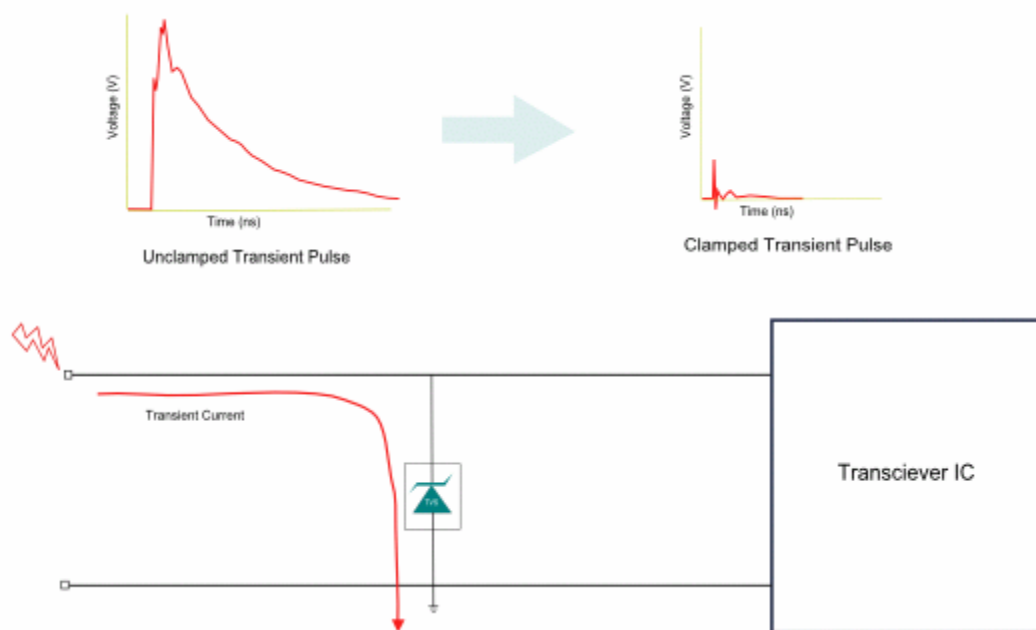 Voltage (V)
Time (ns)
Unclamped Transient Pulse
Voltage (V)
Time (ns)
Clamped Transient Pulse
Transient Current
TVS
Transciever IC